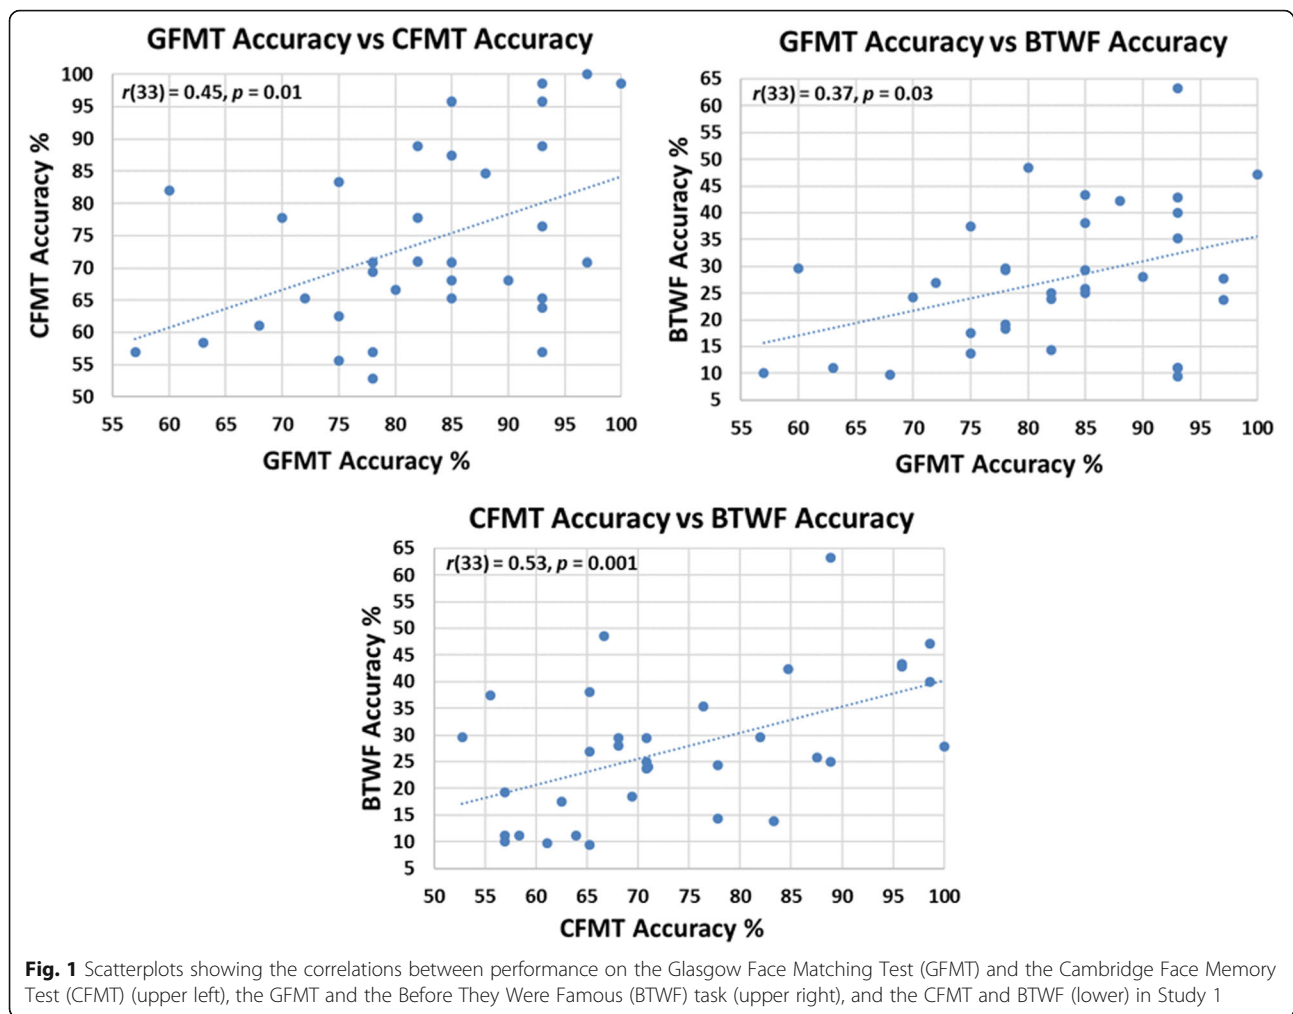 GFMT Accuracy vs CFMT Accuracy
r(33) = 0.45, p = 0.01
CFMT Accuracy %
100
95
90
85
80
75
70
65
60
55
50
55 60 65 70 75 80 85 90 95 100
GFMT Accuracy %
GFMT Accuracy vs BTWF Accuracy
r(33) = 0.37, p = 0.03
BTWF Accuracy %
65
60
55
50
45
40
35
30
25
20
15
10
5
55 60 65 70 75 80 85 90 95 100
GFMT Accuracy %
CFMT Accuracy vs BTWF Accuracy
r(33) = 0.53, p = 0.001
BTWF Accuracy %
65
60
55
50
45
40
35
30
25
20
15
10
5
50 55 60 65 70 75 80 85 90 95 100
CFMT Accuracy %
Fig. 1 Scatterplots showing the correlations between performance on the Glasgow Face Matching Test (GFMT) and the Cambridge Face Memory
Test (CFMT) (upper left), the GFMT and the Before They Were Famous (BTWF) task (upper right), and the CFMT and BTWF (lower) in Study 1